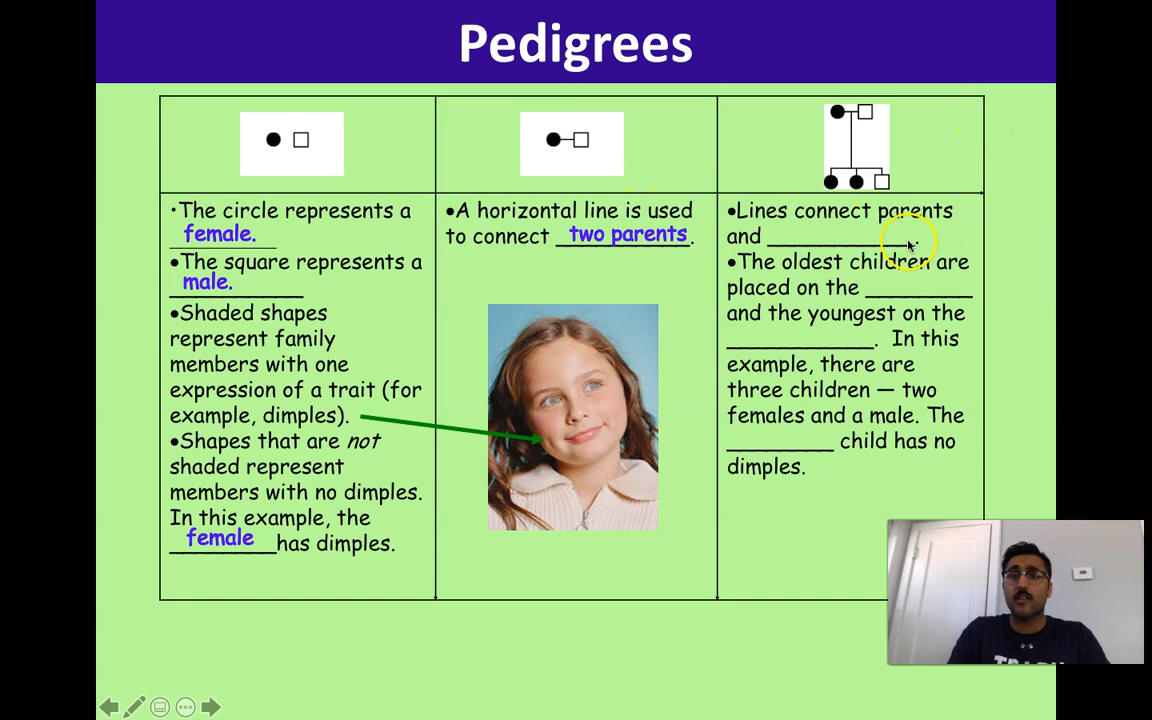 Pedigrees
•The circle represents a
female.
•The square represents a
male.
•Shaded shapes
represent family
members with one
expression of a trait (for
example, dimples).
•Shapes that are not
shaded represent
members with no dimples.
In this example, the
female has dimples.
•A horizontal line is used
to connect two parents.
•Lines connect parents
and ___________.
•The oldest children are
placed on the ________
and the youngest on the
___________. In this
example, there are
three children — two
females and a male. The
________ child has no
dimples.